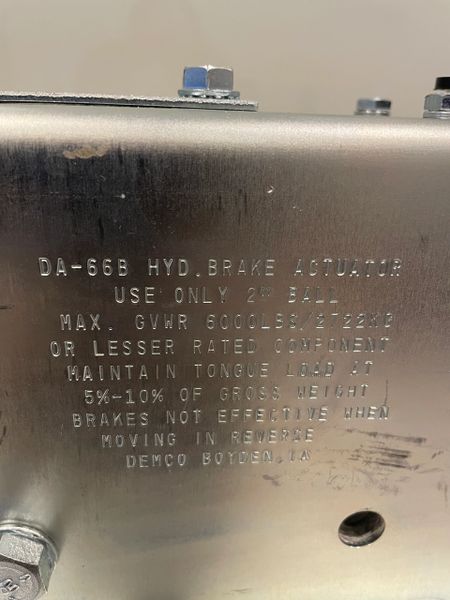 DA-66B HYD. BRAKE ACTUATOR
USE ONLY 2" BALL
MAX. GVWR 6000LBS/2722KG
OR LESSER RATED COMPONENT
MAINTAIN TONGUE LOAD AT
5%-10% OF GROSS WEIGHT
BRAKES NOT EFFECTIVE WHEN
MOVING IN REVERSE
DEMCO BOYDEN, IA